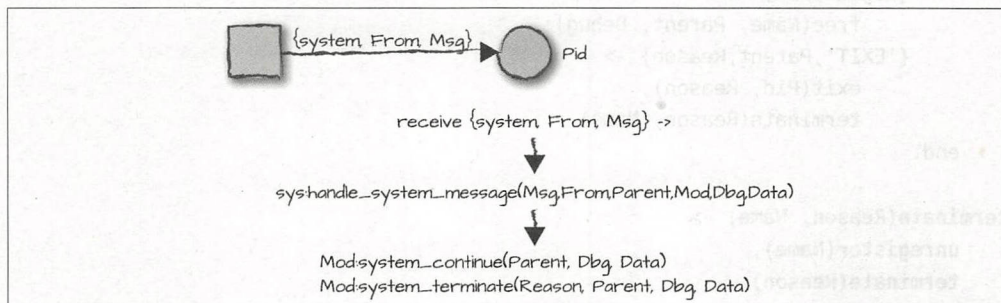 {system, From, Msg}
Pid
receive {system, From, Msg} ->
sys:handle_system_message(Msg,From,Parent,Mod,Dbg,Data)
Mod:system_continue(Parent, Dbg, Data)
Mod:system_terminate(Reason, Parent, Dbg, Data)